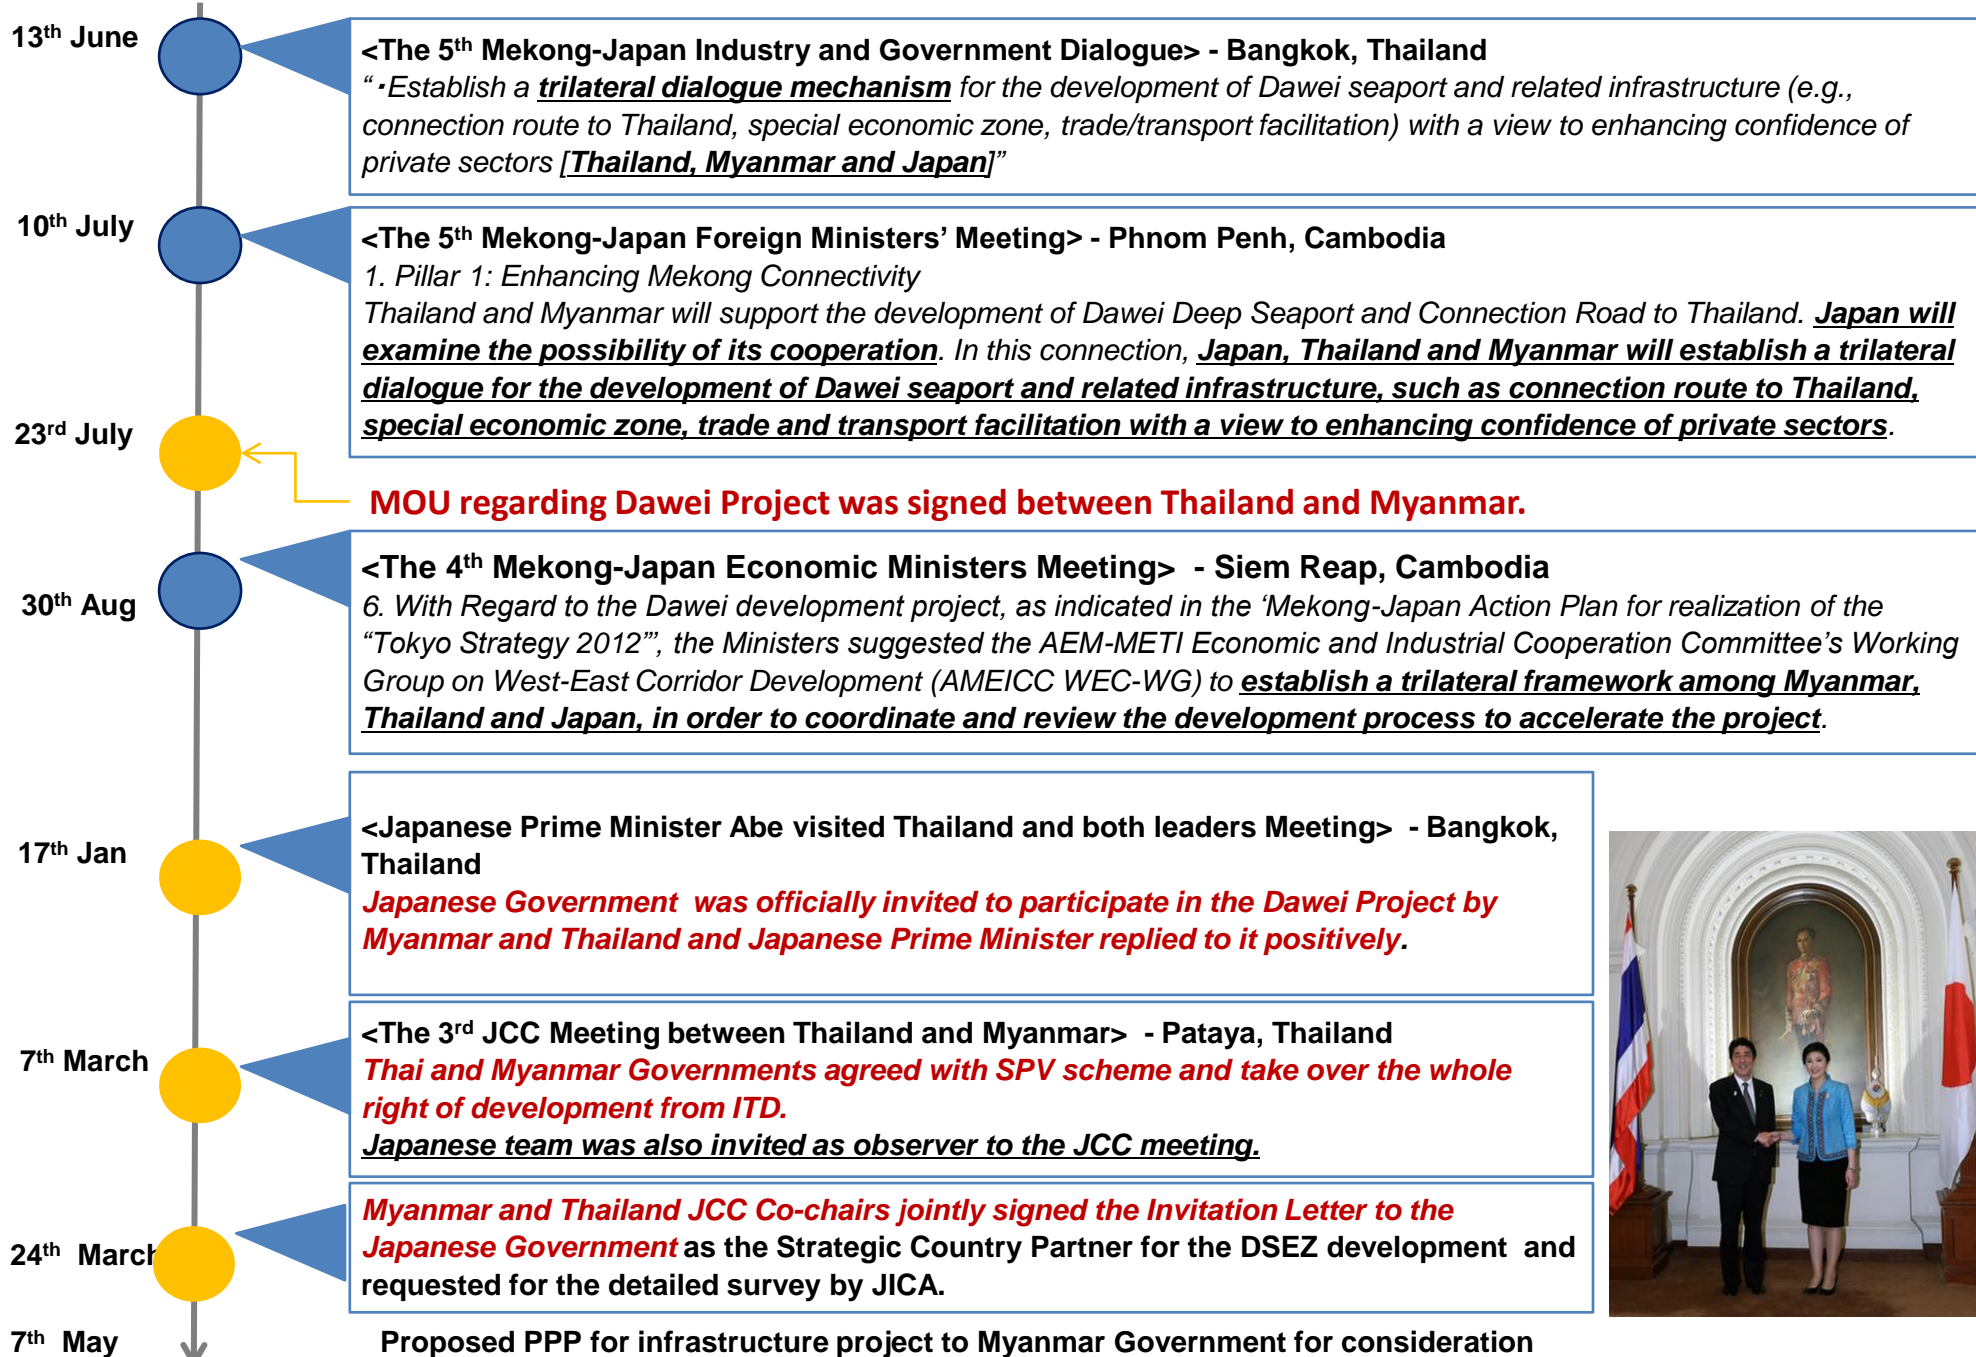 13th June
<The 5th Mekong-Japan Industry and Government Dialogue> - Bangkok, Thailand
“・Establish a trilateral dialogue mechanism for the development of Dawei seaport and related infrastructure (e.g.,
connection route to Thailand, special economic zone, trade/transport facilitation) with a view to enhancing confidence of
private sectors [Thailand, Myanmar and Japan]”
10th July
<The 5th Mekong-Japan Foreign Ministers’ Meeting> - Phnom Penh, Cambodia
1. Pillar 1: Enhancing Mekong Connectivity
Thailand and Myanmar will support the development of Dawei Deep Seaport and Connection Road to Thailand. Japan will
examine the possibility of its cooperation. In this connection, Japan, Thailand and Myanmar will establish a trilateral
dialogue for the development of Dawei seaport and related infrastructure, such as connection route to Thailand,
special economic zone, trade and transport facilitation with a view to enhancing confidence of private sectors.
23rd July
MOU regarding Dawei Project was signed between Thailand and Myanmar.
30th Aug
<The 4th Mekong-Japan Economic Ministers Meeting> - Siem Reap, Cambodia
6. With Regard to the Dawei development project, as indicated in the ‘Mekong-Japan Action Plan for realization of the
“Tokyo Strategy 2012”’, the Ministers suggested the AEM-METI Economic and Industrial Cooperation Committee’s Working
Group on West-East Corridor Development (AMEICC WEC-WG) to establish a trilateral framework among Myanmar,
Thailand and Japan, in order to coordinate and review the development process to accelerate the project.
17th Jan
<Japanese Prime Minister Abe visited Thailand and both leaders Meeting> - Bangkok,
Thailand
Japanese Government was officially invited to participate in the Dawei Project by
Myanmar and Thailand and Japanese Prime Minister replied to it positively.
7th March
<The 3rd JCC Meeting between Thailand and Myanmar> - Pataya, Thailand
Thai and Myanmar Governments agreed with SPV scheme and take over the whole
right of development from ITD.
Japanese team was also invited as observer to the JCC meeting.
24th March
Myanmar and Thailand JCC Co-chairs jointly signed the Invitation Letter to the
Japanese Government as the Strategic Country Partner for the DSEZ development and
requested for the detailed survey by JICA.
7th May
Proposed PPP for infrastructure project to Myanmar Government for consideration